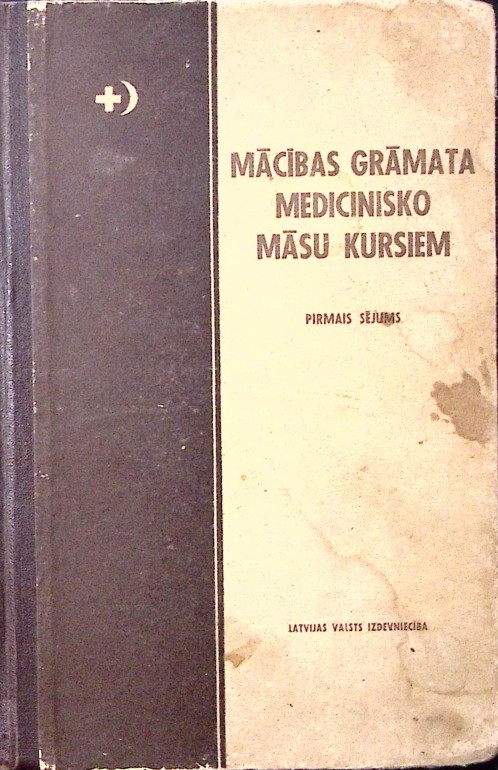 MĀCĪBAS GRĀMATA
MEDICINISKO
MĀSU KURSIEM
PIRMAIS SĒJUMS
LATVIJAS VALSTS IZDEVNIECĪBA